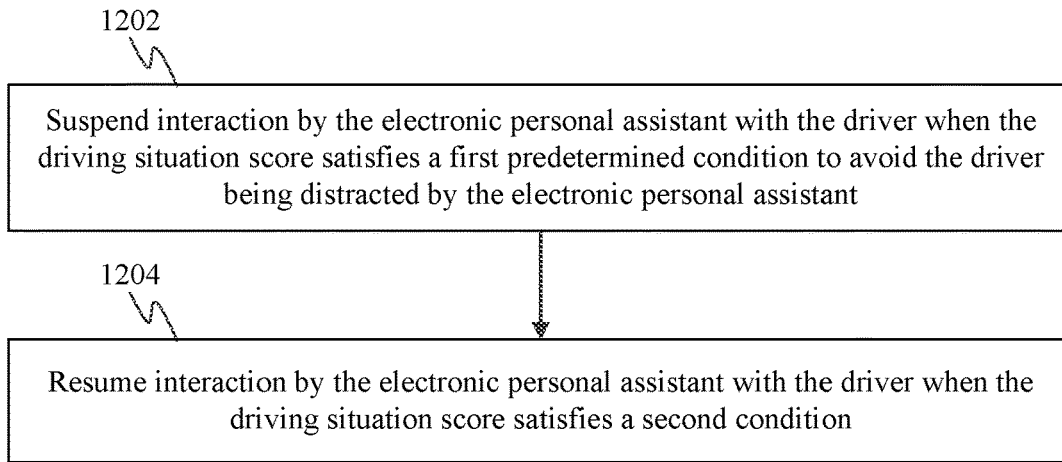 1202
Suspend interaction by the electronic personal assistant with the driver when the
driving situation score satisfies a first predetermined condition to avoid the driver
being distracted by the electronic personal assistant
1204
Resume interaction by the electronic personal assistant with the driver when the
driving situation score satisfies a second condition